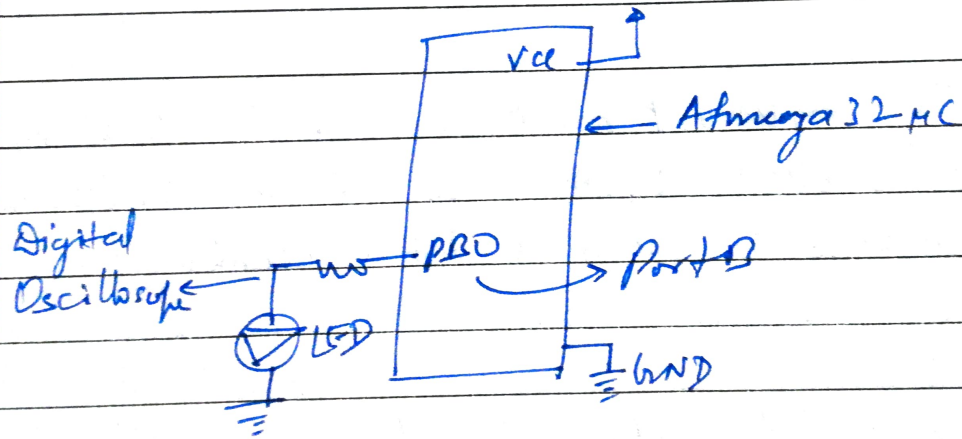 Vcc
Atmega32 μC
Digital
Oscilloscope
PB0
Port B
LED
GND